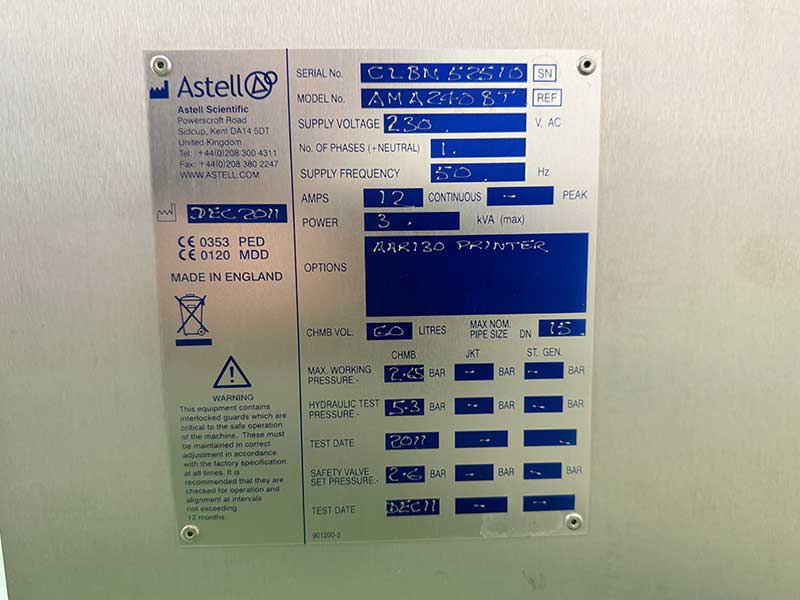 Astell
Astell Scientific
Powerscroft Road
Sidcup, Kent DA14 5DT
United Kingdom
Tel: +44(0)208 300 4311
Fax: +44(0)208 380 2247
WWW.ASTELL.COM
DEC 2011
CE 0353 PED
CE 0120 MDD
MADE IN ENGLAND
WARNING
This equipment contains
interlocked guards which are
critical to the safe operation
of the machine. These must
be maintained in correct
adjustment in accordance
with the factory specification
at all times. It is
recommended that they are
checked for operation and
alignment at intervals
not exceeding
12 months.
SERIAL No. CLBN 52510 SN
MODEL No. AMA240BT REF
SUPPLY VOLTAGE 230. V. AC
No. OF PHASES (+NEUTRAL) 1.
SUPPLY FREQUENCY 50. Hz
AMPS 12 CONTINUOUS - PEAK
POWER 3. kVA (max)
OPTIONS AAR130 PRINTER
CHMB VOL. 60 LITRES MAX NOM. PIPE SIZE DN 15.
CHMB JKT ST. GEN.
MAX. WORKING PRESSURE:- 2.65 BAR - BAR - BAR
HYDRAULIC TEST PRESSURE:- 5.3 BAR - BAR - BAR
TEST DATE 2011 - -
SAFETY VALVE SET PRESSURE:- 2.6 BAR - BAR - BAR
TEST DATE DEC 11 - -
901200-3